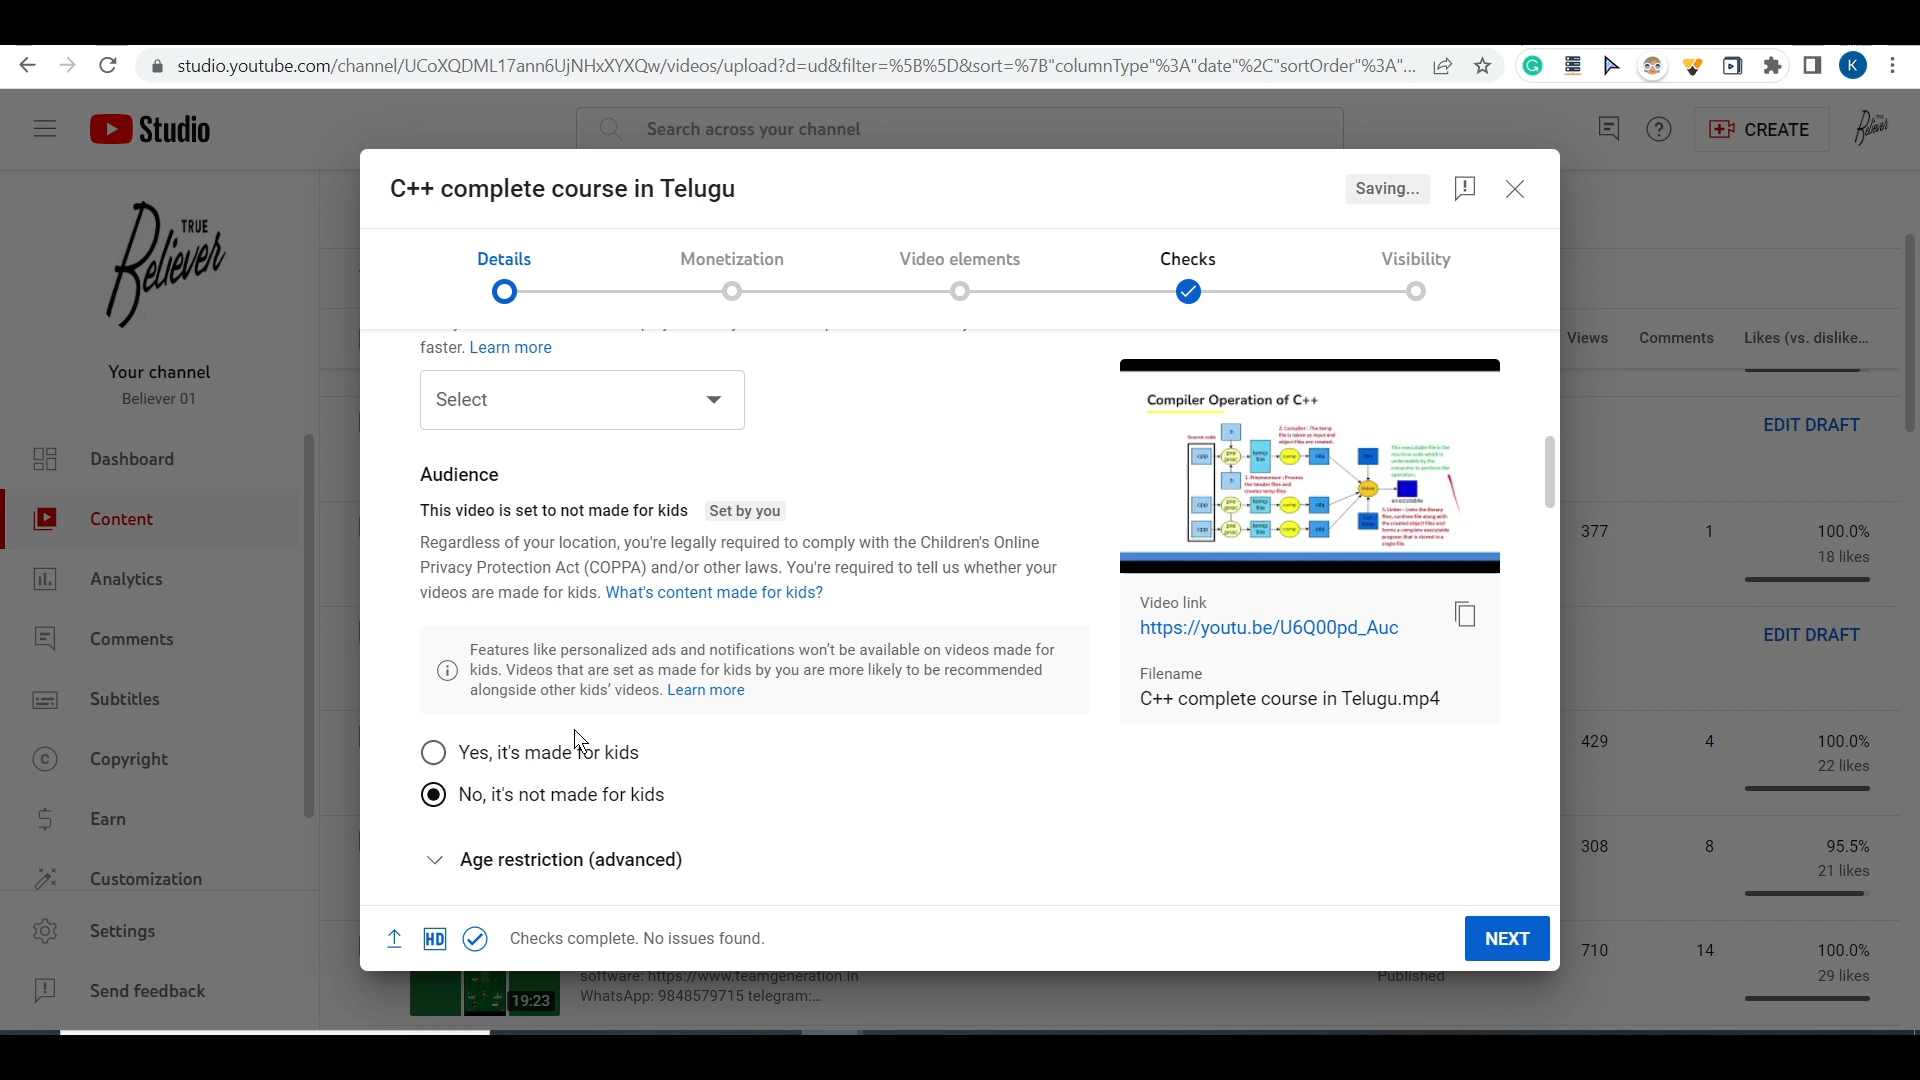 studio.youtube.com/channel/UCoXQDML17ann6UjNHxXYXQw/videos/upload?d=ud&filter=%5B%5D&sort=%7B"columnType"%3A"date"%2C"sortOrder"%3A"...
K
Studio
Search across your channel
CREATE
TRUE
Believer
Your channel
Believer 01
Dashboard
Content
Analytics
Comments
Subtitles
Copyright
Earn
Customization
Settings
Send feedback
C++ complete course in Telugu
Saving...
Details
Monetization
Video elements
Checks
Visibility
faster. Learn more
Select
Audience
This video is set to not made for kids Set by you
Regardless of your location, you're legally required to comply with the Children's Online
Privacy Protection Act (COPPA) and/or other laws. You're required to tell us whether your
videos are made for kids. What's content made for kids?
Features like personalized ads and notifications won't be available on videos made for
kids. Videos that are set as made for kids by you are more likely to be recommended
alongside other kids' videos. Learn more
Yes, it's made for kids
No, it's not made for kids
Age restriction (advanced)
Compiler Operation of C++
Video link
https://youtu.be/U6Q00pd_Auc
Filename
C++ complete course in Telugu.mp4
HD
Checks complete. No issues found.
NEXT
Views Comments Likes (vs. dislike...
EDIT DRAFT
377 1 100.0%
18 likes
EDIT DRAFT
429 4 100.0%
22 likes
308 8 95.5%
21 likes
710 14 100.0%
29 likes
19:23
software: https://www.teamgeneration.in
WhatsApp: 9848579715 telegram:...
Published